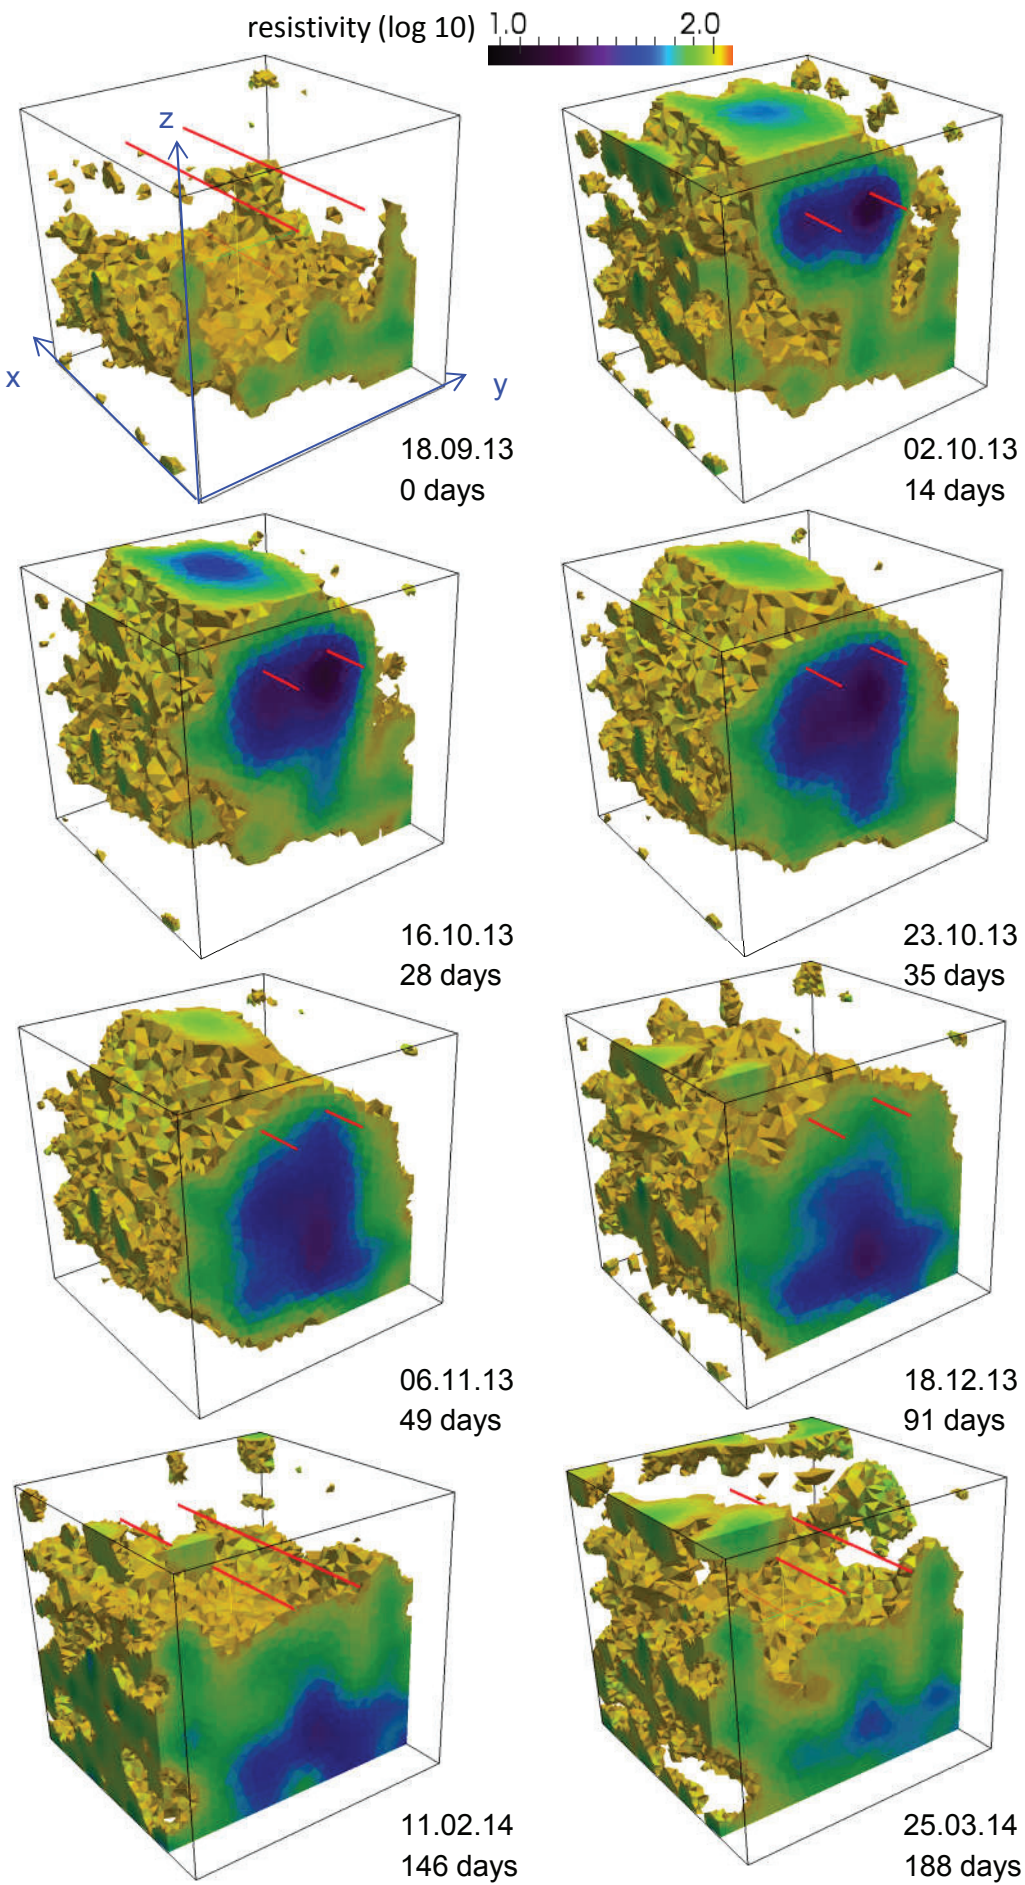 resistivity (log 10) 1.0 2.0
z
x
y
18.09.13
0 days
02.10.13
14 days
16.10.13
28 days
23.10.13
35 days
06.11.13
49 days
18.12.13
91 days
11.02.14
146 days
25.03.14
188 days